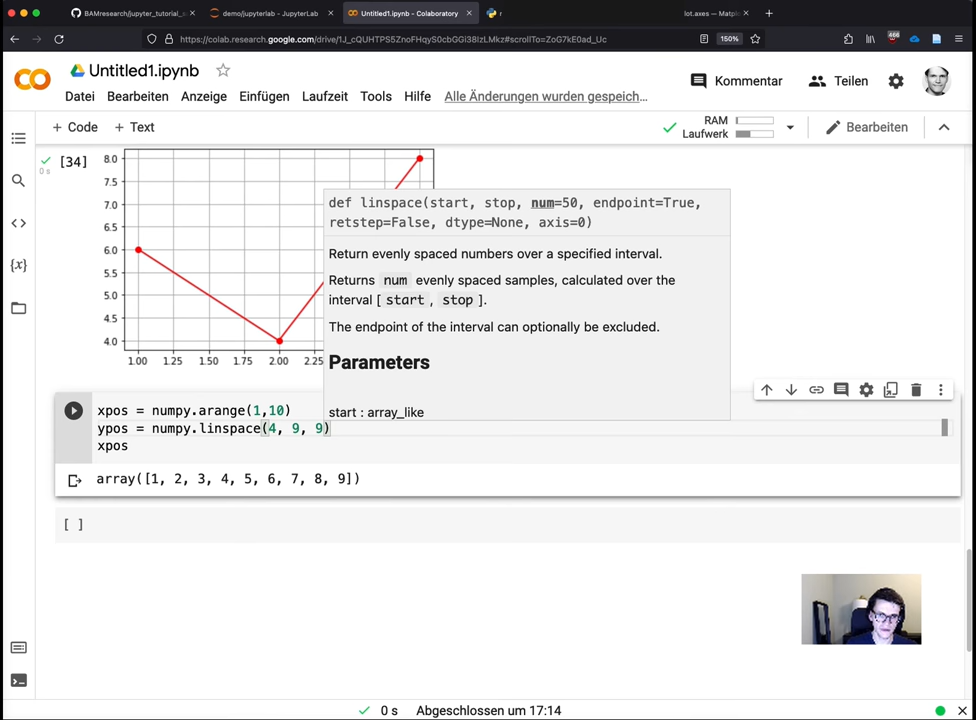 BAMresearch/jupyter_tutorial_s
demo/jupyterlab - JupyterLab
Untitled1.ipynb - Colaboratory
lot.axes — Matpl
https://colab.research.google.com/drive/1J_cQUHTPS5ZnoFHqyS0cbGGi38IzLMkz#scrollTo=ZoG7kE0ad_Uc
150%
466
Untitled1.ipynb
Kommentar
Teilen
Datei Bearbeiten Anzeige Einfügen Laufzeit Tools Hilfe Alle Änderungen wurden gespeich…
+ Code + Text
RAM
Laufwerk
Bearbeiten
0 s
[34]
8.0
7.5
7.0
6.5
6.0
5.5
5.0
4.5
4.0
1.00 1.25 1.50 1.75 2.00 2.25
def linspace(start, stop, num=50, endpoint=True,
retstep=False, dtype=None, axis=0)
Return evenly spaced numbers over a specified interval.
Returns num evenly spaced samples, calculated over the
interval [ start , stop ].
The endpoint of the interval can optionally be excluded.
Parameters
start : array_like
xpos = numpy.arange(1,10)
ypos = numpy.linspace(4, 9, 9)
xpos
array([1, 2, 3, 4, 5, 6, 7, 8, 9])
[ ]
0 s Abgeschlossen um 17:14